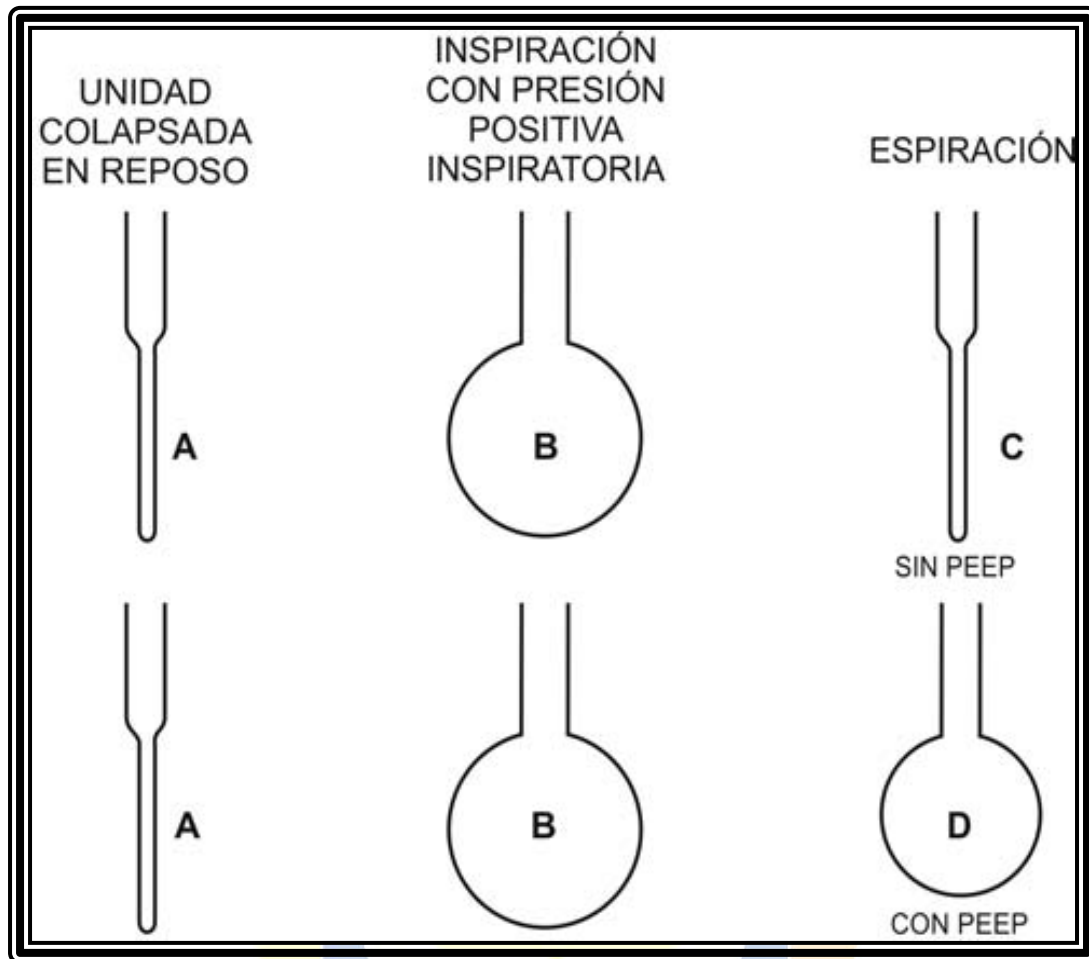 UNIDAD
COLAPSADA
EN REPOSO
INSPIRACIÓN
CON PRESIÓN
POSITIVA
INSPIRATORIA
ESPIRACIÓN
A
B
C
SIN PEEP
A
B
D
CON PEEP